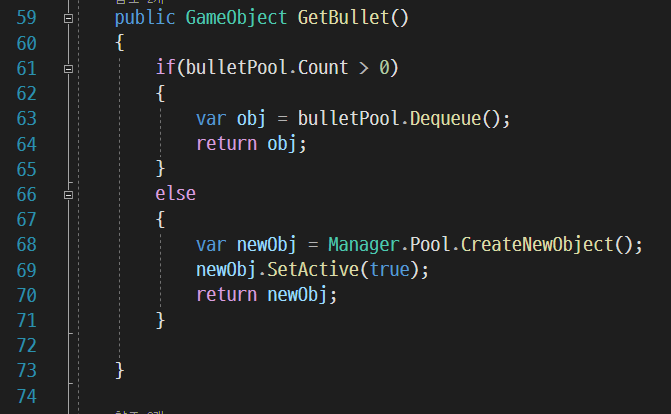 59 public GameObject GetBullet()
60 {
61 if(bulletPool.Count > 0)
62 {
63 var obj = bulletPool.Dequeue();
64 return obj;
65 }
66 else
67 {
68 var newObj = Manager.Pool.CreateNewObject();
69 newObj.SetActive(true);
70 return newObj;
71 }
72
73 }
74